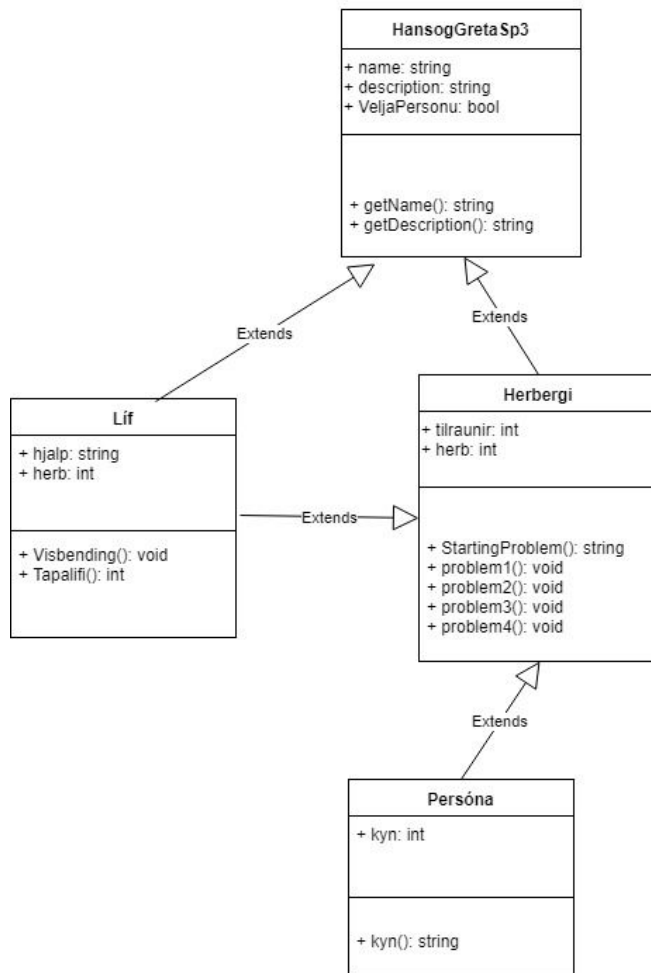 HansogGretaSp3
+ name: string
+ description: string
+ VeljaPersonu: bool
+ getName(): string
+ getDescription(): string
Extends
Extends
Líf
+ hjalp: string
+ herb: int
+ Visbending(): void
+ Tapalifi(): int
Extends
Herbergi
+ tilraunir: int
+ herb: int
+ StartingProblem(): string
+ problem1(): void
+ problem2(): void
+ problem3(): void
+ problem4(): void
Extends
Persóna
+ kyn: int
+ kyn(): string